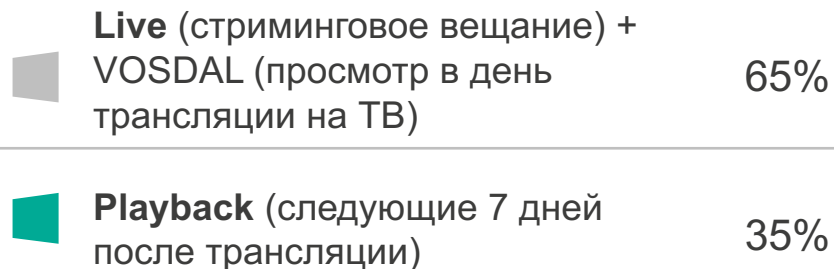 Live (стриминговое вещание) +
VOSDAL (просмотр в день
трансляции на ТВ)
65%
Playback (следующие 7 дней
после трансляции)
35%